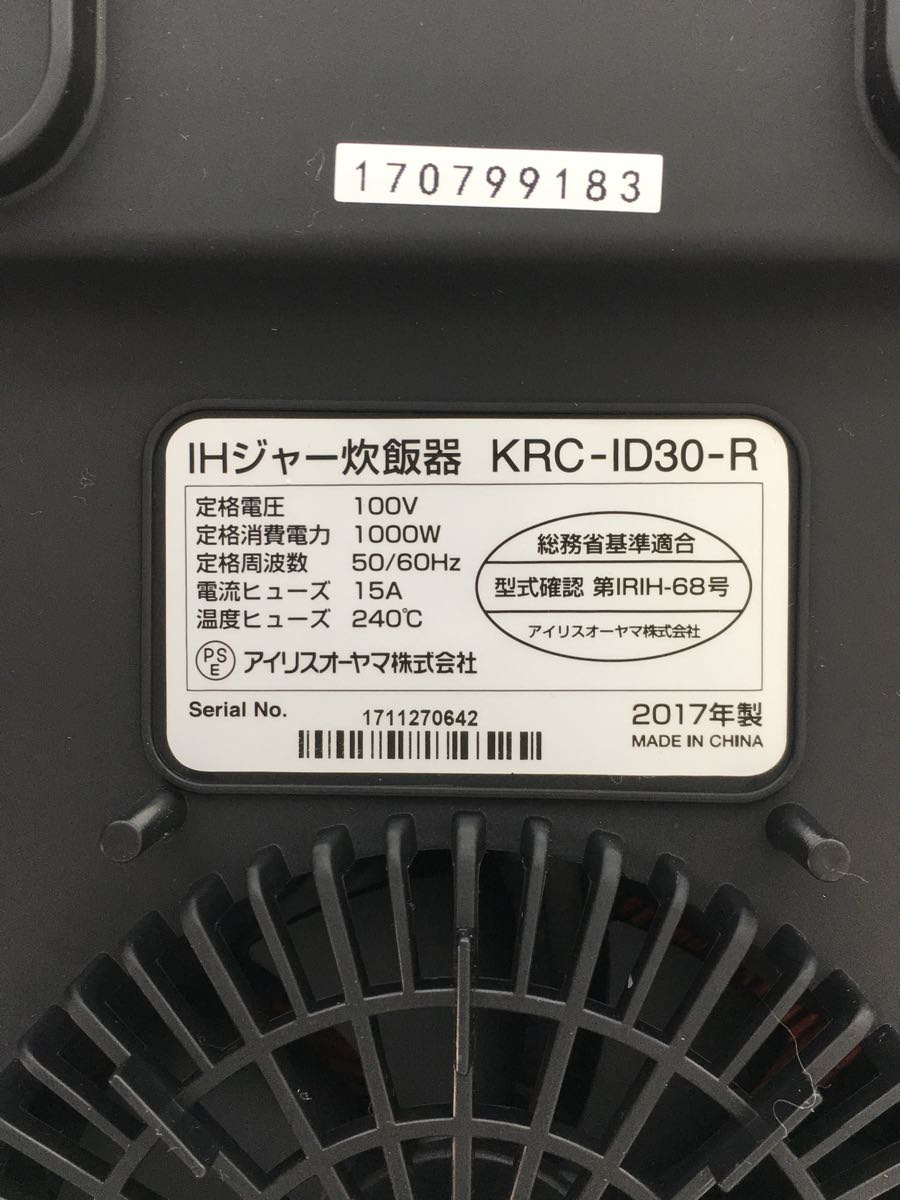 170799183
IHジャー炊飯器 KRC-ID30-R
定格電圧 100V
定格消費電力 1000W
定格周波数 50/60Hz
電流ヒューズ 15A
温度ヒューズ 240℃
PSE アイリスオーヤマ株式会社
総務省基準適合
型式確認 第IRIH-68号
アイリスオーヤマ株式会社
Serial No. 1711270642
2017年製
MADE IN CHINA